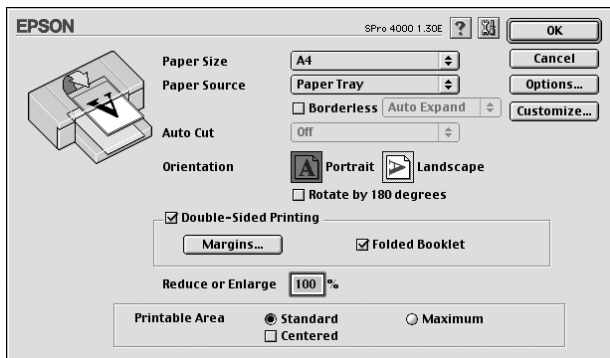 EPSON
SPro 4000 1.30E
OK
Paper Size A4 Cancel
Paper Source Paper Tray Options...
Borderless Auto Expand Customize...
Auto Cut Off
Orientation A Portrait A Landscape
Rotate by 180 degrees
Double-Sided Printing
Margins... Folded Booklet
Reduce or Enlarge 100 %
Printable Area Standard Maximum
Centered
A